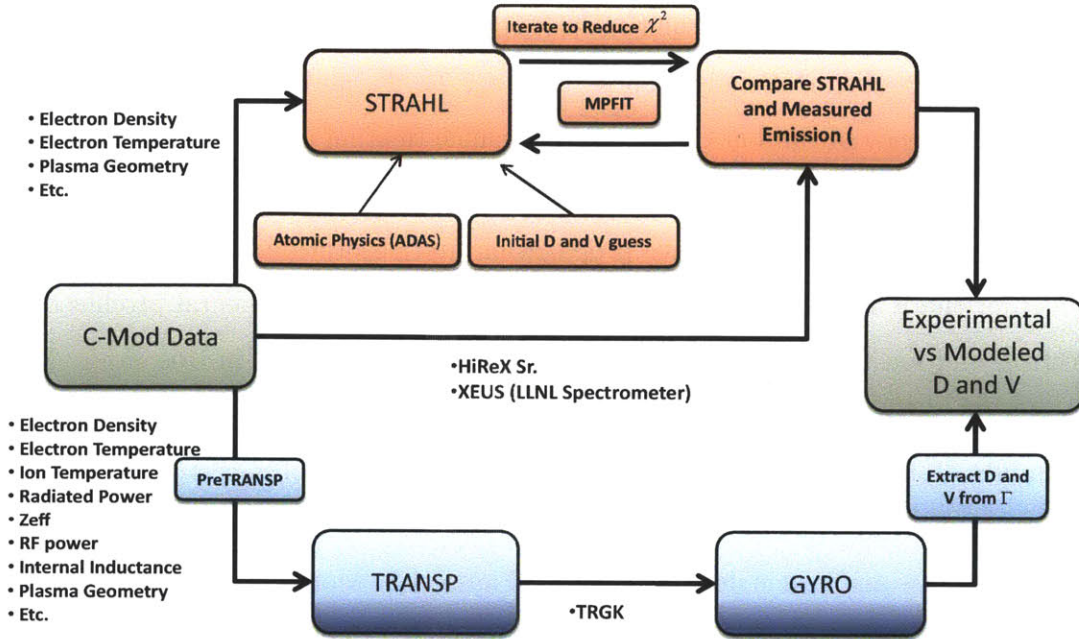 Iterate to Reduce χ²
STRAHL
MPFIT
Compare STRAHL
and Measured
Emission (
• Electron Density
• Electron Temperature
• Plasma Geometry
• Etc.
Atomic Physics (ADAS)
Initial D and V guess
C-Mod Data
Experimental
vs Modeled
D and V
•HiReX Sr.
•XEUS (LLNL Spectrometer)
• Electron Density
• Electron Temperature
• Ion Temperature
• Radiated Power
• Zeff
• RF power
• Internal Inductance
• Plasma Geometry
• Etc.
PreTRANSP
Extract D and
V from Γ
TRANSP
•TRGK
GYRO